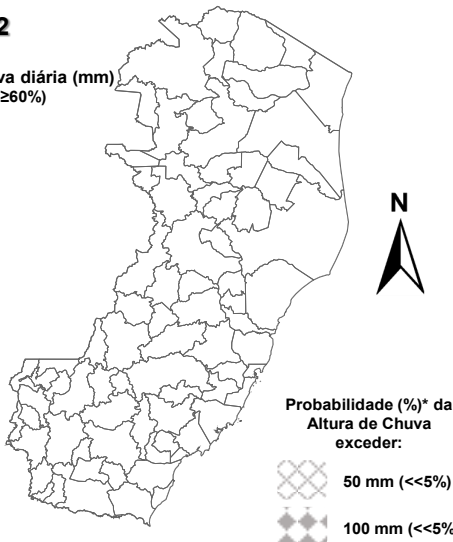 2
va diária (mm)
≥60%)
N
Probabilidade (%)* da
Altura de Chuva
exceder:
50 mm (<<5%)
100 mm (<<5%